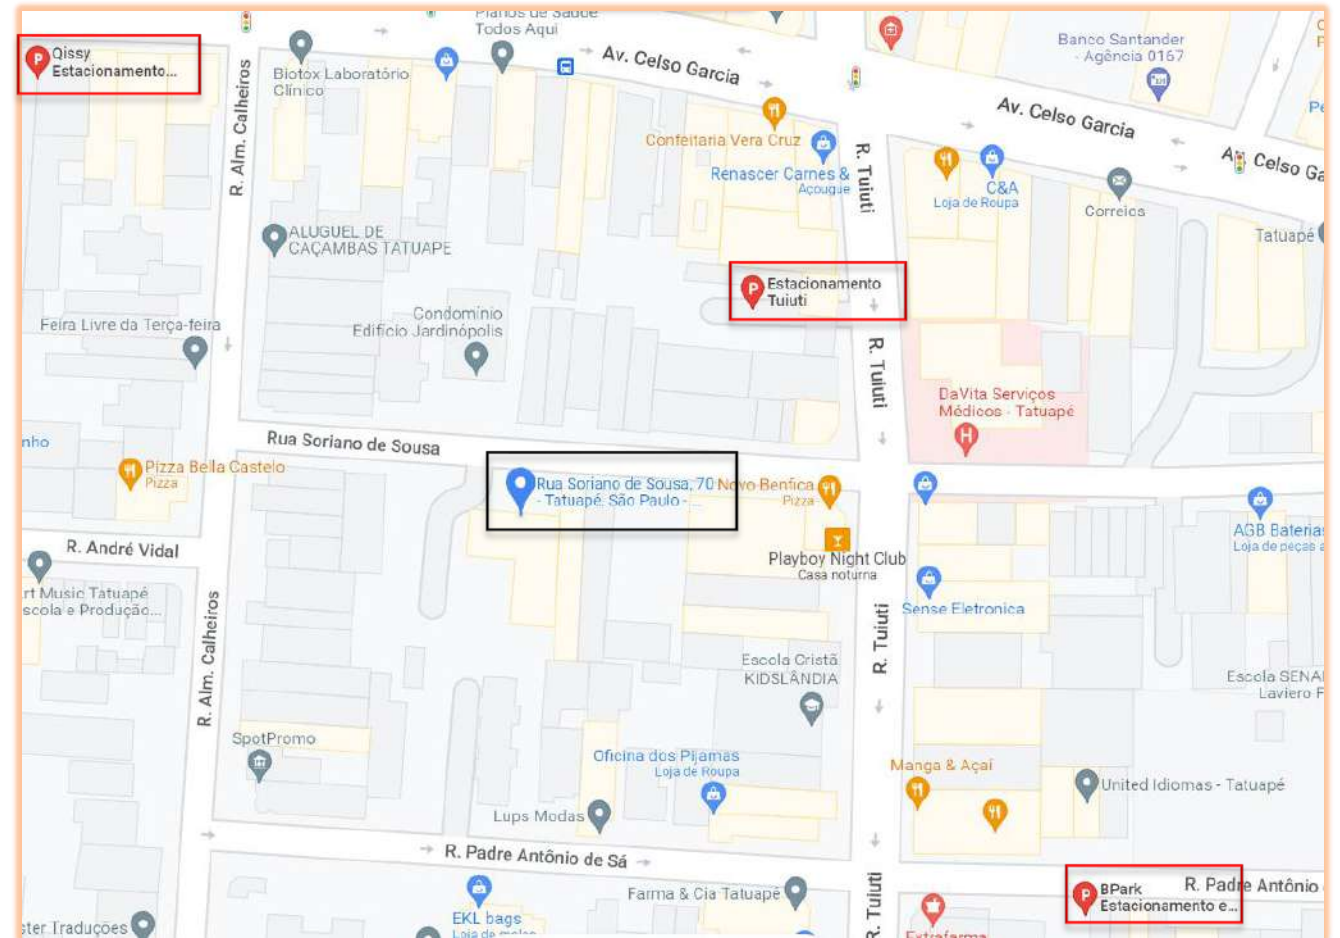 Planos de Saúde
Todos Aqui
Qissy
Estacionamento...
R. Alm. Calheiros
Biotox Laboratório
Clínico
Av. Celso Garcia
Banco Santander
- Agência 0167
Av. Celso Garcia
Av. Celso Ga
Confeitaria Vera Cruz
Renascer Carnes &
Açougue
R. Tuiuti
C&A
Loja de Roupa
Correios
Tatuapé
ALUGUEL DE
CAÇAMBAS TATUAPE
Estacionamento
Tuiuti
Feira Livre da Terça-feira
Condomínio
Edifício Jardinópolis
R. Tuiuti
DaVita Serviços
Médicos - Tatuapé
nho
Pizza Bella Castelo
Pizza
Rua Soriano de Sousa
Rua Soriano de Sousa, 70
- Tatuapé, São Paulo - ...
Novo Benfica
Pizza
AGB Baterias
Loja de peças a
R. André Vidal
Playboy Night Club
Casa noturna
rt Music Tatuapé
scola e Produção...
R. Alm. Calheiros
Sense Eletronica
R. Tuiuti
Escola Cristã
KIDSLÂNDIA
Escola SENA
Laviero F
SpotPromo
Oficina dos Pijamas
Loja de Roupa
Manga & Açaí
United Idiomas - Tatuapé
Lups Modas
R. Padre Antônio de Sá
BPark
Estacionamento e...
R. Padre Antônio
Farma & Cia Tatuapé
EKL bags
R. Tuiuti
Extrafarma
ster Traduções